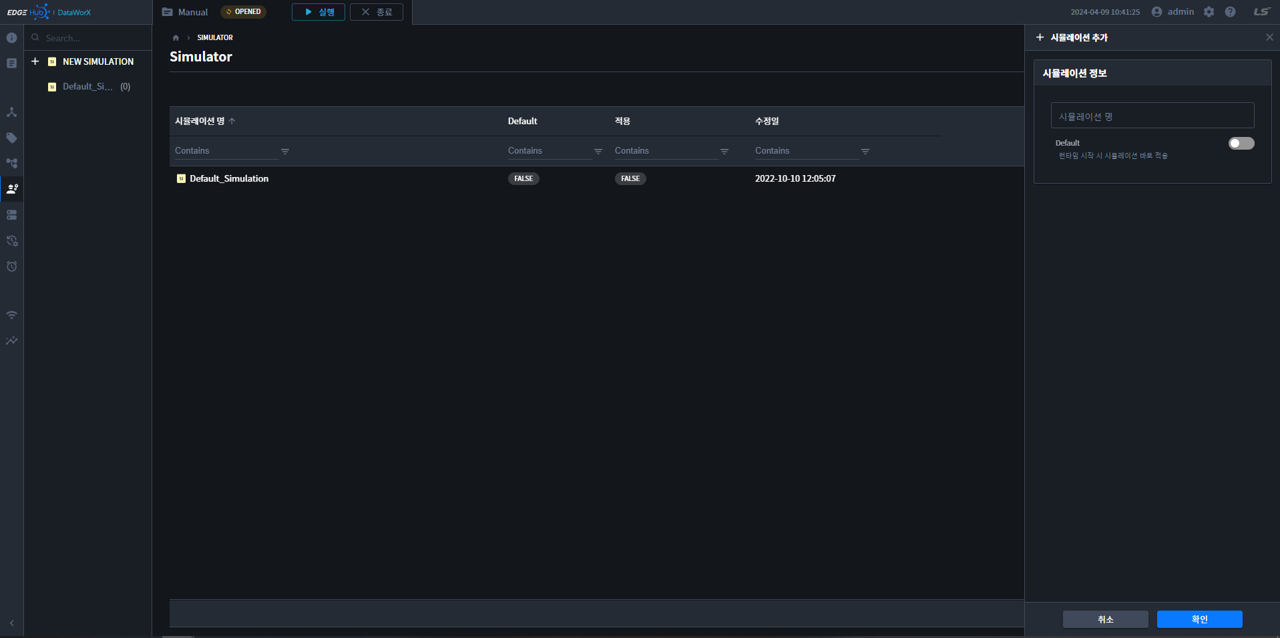 EDGE Hub | DataWorX
Manual
OPENED
실행
종료
2024-04-09 10:41:25
admin
LS
Search...
NEW SIMULATION
Default_Si... (0)
SIMULATOR
Simulator
시뮬레이션 명 Default 적용 수정일
Contains Contains Contains Contains
Default_Simulation FALSE FALSE 2022-10-10 12:05:07
시뮬레이션 추가
시뮬레이션 정보
시뮬레이션 명
Default
런타임 시작 시 시뮬레이션 바로 적용
취소 확인